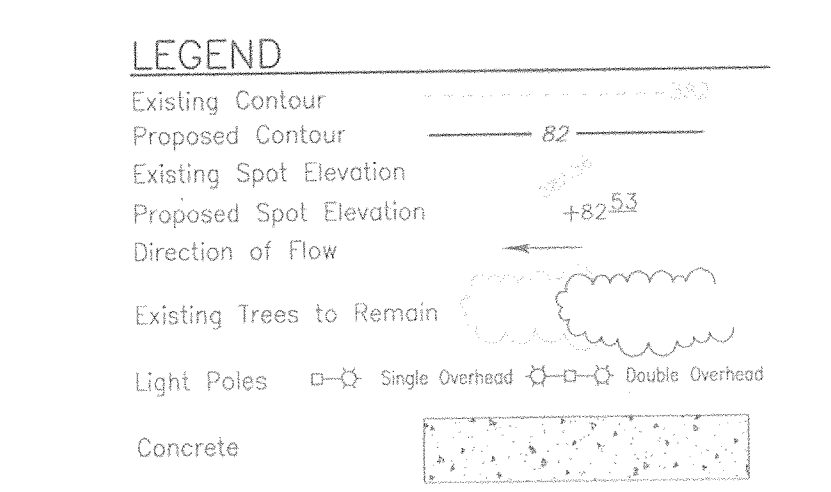 LEGEND
Existing Contour 382
Proposed Contour 82
Existing Spot Elevation
Proposed Spot Elevation +82 53
Direction of Flow
Existing Trees to Remain
Light Poles Single Overhead Double Overhead
Concrete